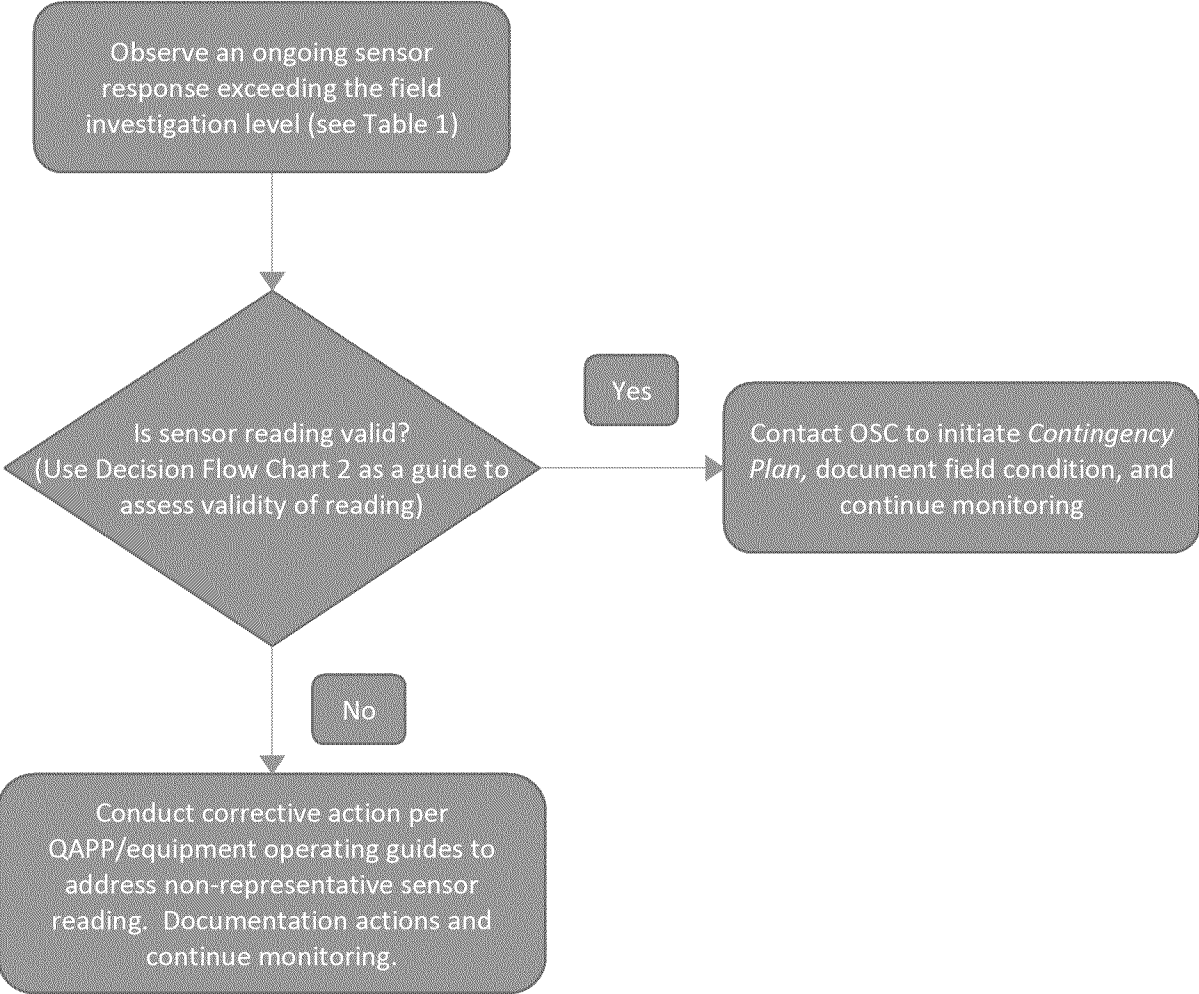 Observe an ongoing sensor
response exceeding the field
investigation level (see Table 1)
Is sensor reading valid?
(Use Decision Flow Chart 2 as a guide to
assess validity of reading)
Yes
Contact OSC to initiate Contingency
Plan, document field condition, and
continue monitoring
No
Conduct corrective action per
QAPP/equipment operating guides to
address non-representative sensor
reading.  Documentation actions and
continue monitoring.